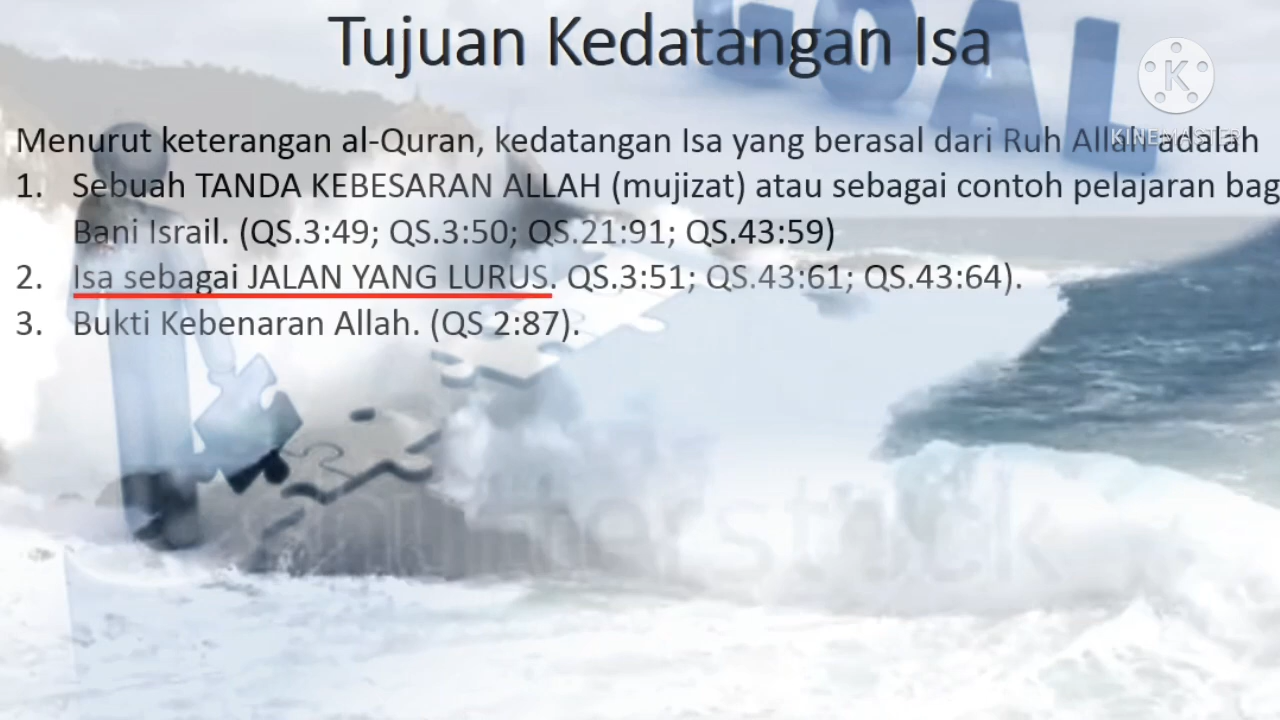 GOAL
Tujuan Kedatangan Isa
KINEMASTER
Menurut keterangan al-Quran, kedatangan Isa yang berasal dari Ruh Allah adalah
1. Sebuah TANDA KEBESARAN ALLAH (mujizat) atau sebagai contoh pelajaran bag
Bani Israil. (QS.3:49; QS.3:50; QS.21:91; QS.43:59)
2. Isa sebagai JALAN YANG LURUS. QS.3:51; QS.43:61; QS.43:64).
3. Bukti Kebenaran Allah. (QS 2:87).
shutterstock